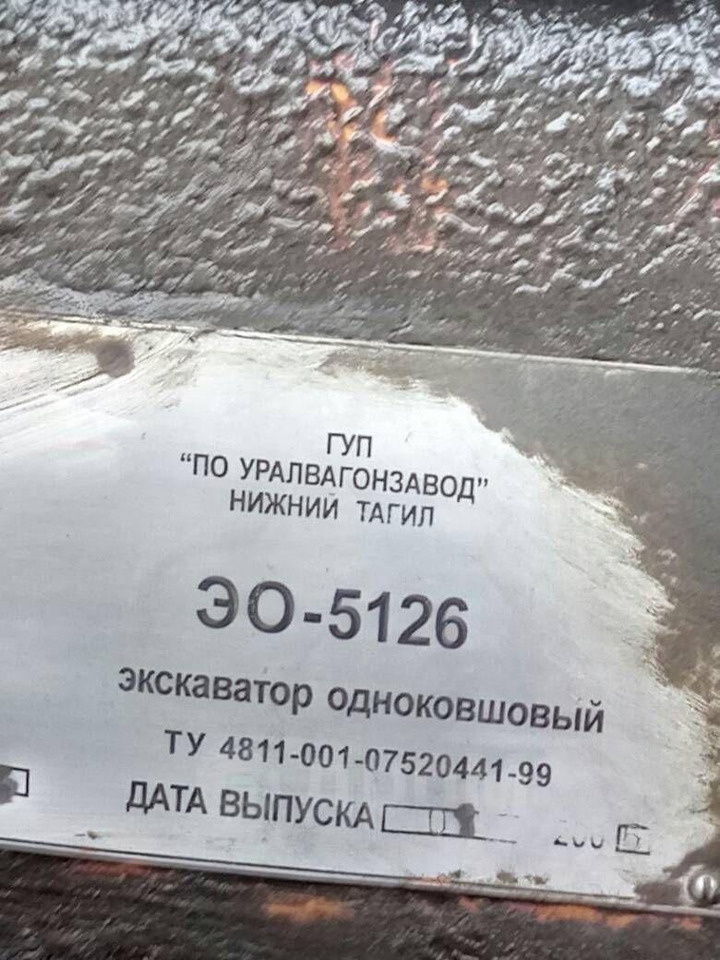 ГУП
“ПО УРАЛВАГОНЗАВОД”
НИЖНИЙ ТАГИЛ
ЭО-5126
экскаватор одноковшовый
ТУ 4811-001-07520441-99
ДАТА ВЫПУСКА